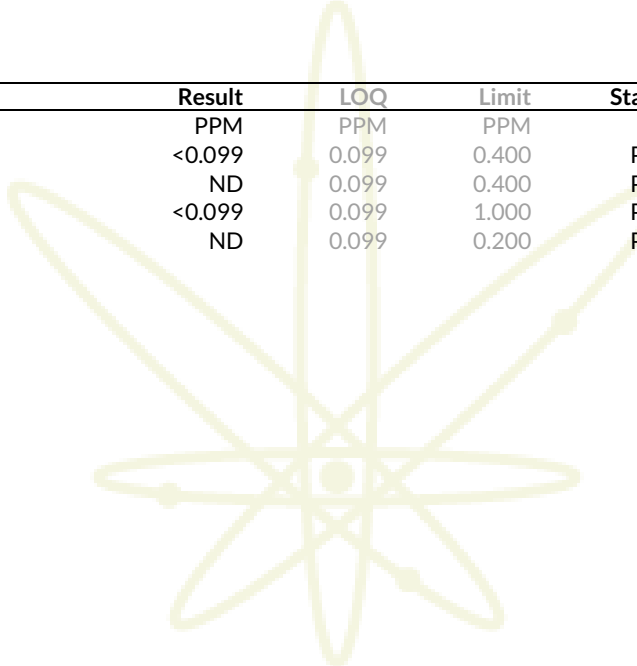 Result LOQ Limit Sta
PPM PPM PPM
<0.099 0.099 0.400 P
ND 0.099 0.400 P
<0.099 0.099 1.000 P
ND 0.099 0.200 P